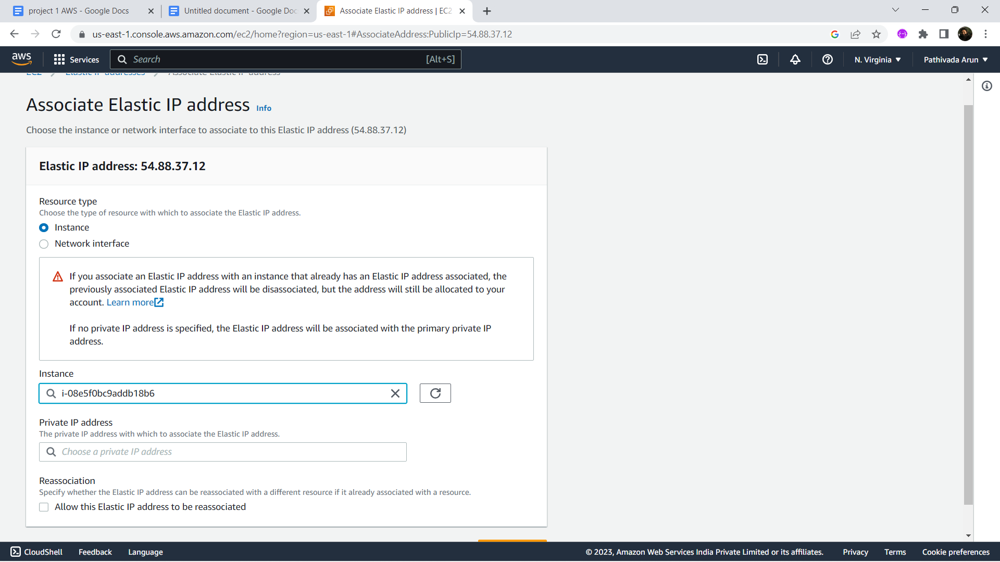 project 1 AWS - Google Docs
Untitled document - Google Doc
Associate Elastic IP address | EC2
us-east-1.console.aws.amazon.com/ec2/home?region=us-east-1#AssociateAddress:PublicIp=54.88.37.12
aws
Services
Search
[Alt+S]
N. Virginia
Pathivada Arun
EC2
Elastic IP addresses
Associate Elastic IP address
Associate Elastic IP address Info
Choose the instance or network interface to associate to this Elastic IP address (54.88.37.12)
Elastic IP address: 54.88.37.12
Resource type
Choose the type of resource with which to associate the Elastic IP address.
Instance
Network interface
If you associate an Elastic IP address with an instance that already has an Elastic IP address associated, the
previously associated Elastic IP address will be disassociated, but the address will still be allocated to your
account. Learn more
If no private IP address is specified, the Elastic IP address will be associated with the primary private IP
address.
Instance
i-08e5f0bc9addb18b6
Private IP address
The private IP address with which to associate the Elastic IP address.
Choose a private IP address
Reassociation
Specify whether the Elastic IP address can be reassociated with a different resource if it already associated with a resource.
Allow this Elastic IP address to be reassociated
CloudShell
Feedback
Language
© 2023, Amazon Web Services India Private Limited or its affiliates.
Privacy
Terms
Cookie preferences